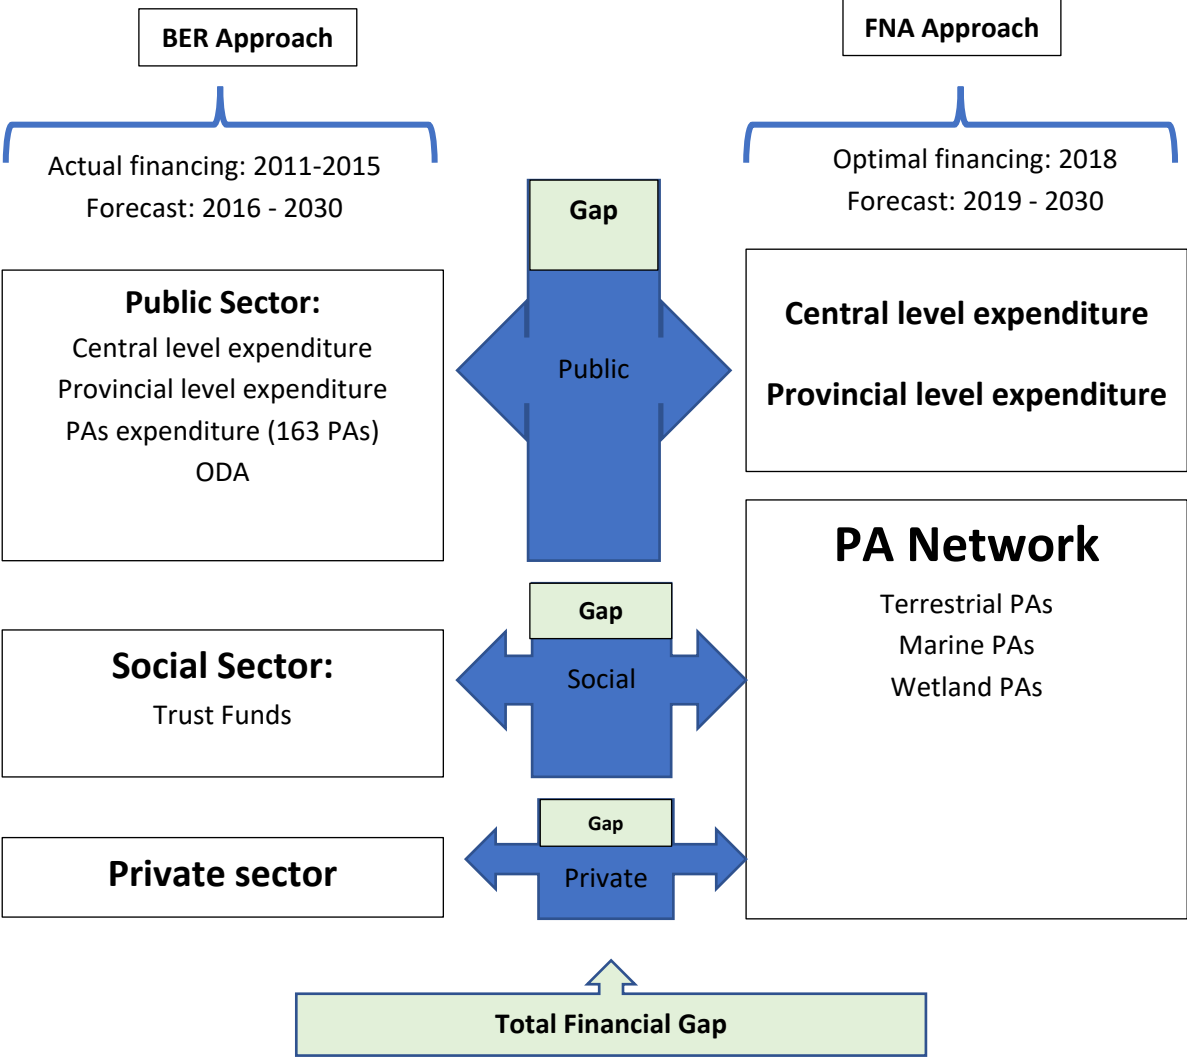 BER Approach
FNA Approach
Actual financing: 2011-2015
Forecast: 2016 - 2030
Optimal financing: 2018
Forecast: 2019 - 2030
Gap
Public
Public Sector:
Central level expenditure
Provincial level expenditure
PAs expenditure (163 PAs)
ODA
Central level expenditure
Provincial level expenditure
Gap
Social
Social Sector:
Trust Funds
PA Network
Terrestrial PAs
Marine PAs
Wetland PAs
Gap
Private
Private sector
Total Financial Gap